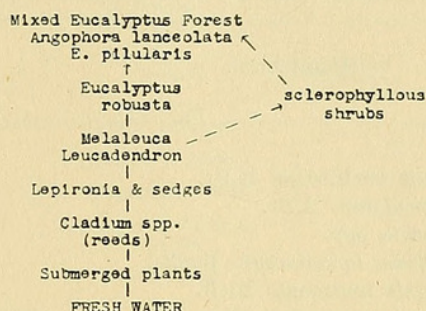 Mixed Eucalyptus Forest
Angophora lanceolata
E. pilularis
Eucalyptus
robusta
sclerophyllous
shrubs
Melaleuca
Leucadendron
Lepironia & sedges
Cladium spp.
(reeds)
Submerged plants
FRESH WATER